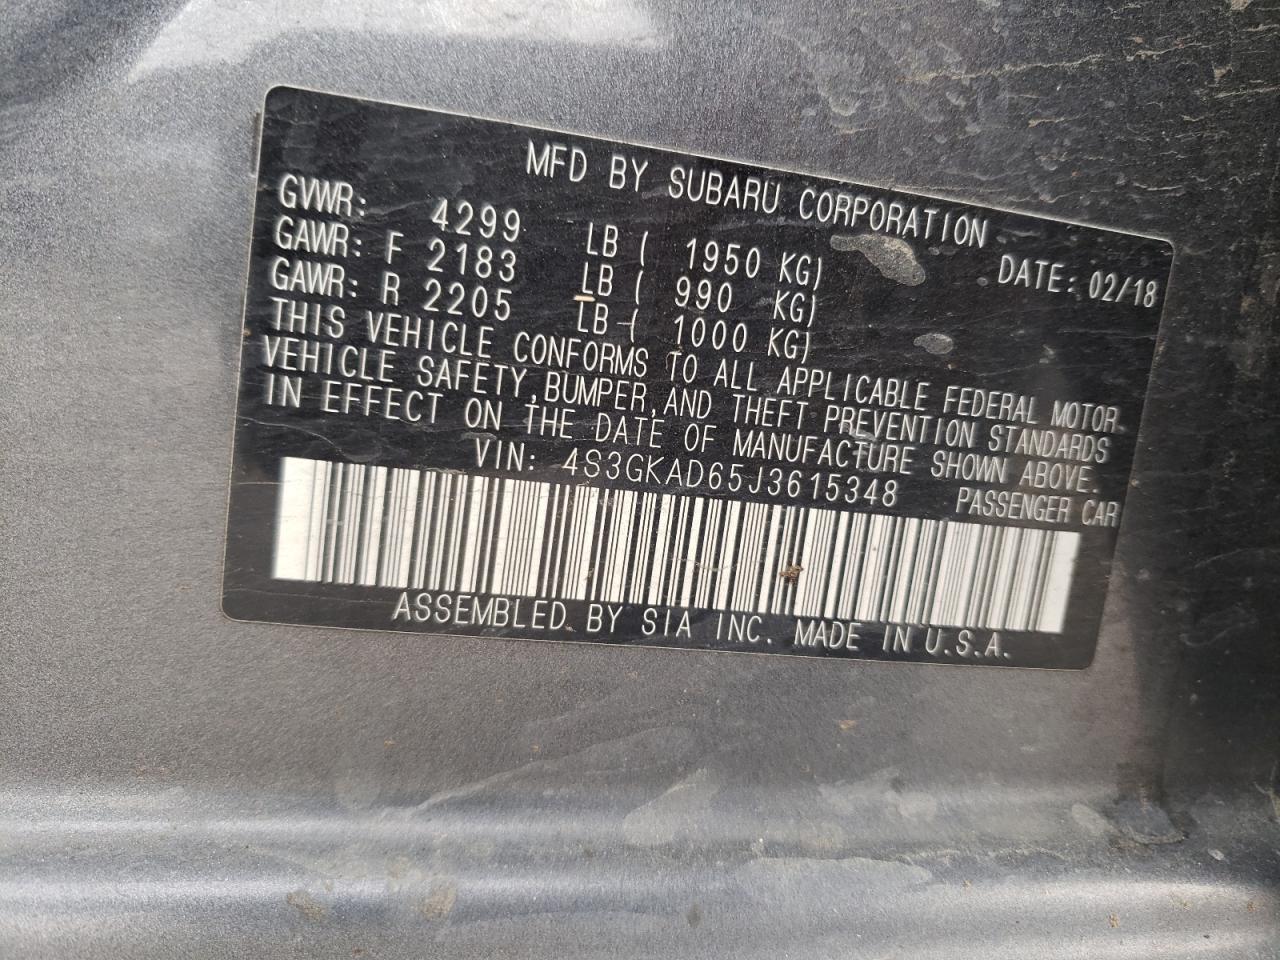 MFD BY SUBARU CORPORATION
GVWR: 4299 LB ( 1950 KG) DATE: 02/18
GAWR: F 2183 LB ( 990 KG)
GAWR: R 2205 LB ( 1000 KG)
THIS VEHICLE CONFORMS TO ALL APPLICABLE FEDERAL MOTOR
VEHICLE SAFETY,BUMPER,AND THEFT PREVENTION STANDARDS
IN EFFECT ON THE DATE OF MANUFACTURE SHOWN ABOVE.
VIN: 4S3GKAD65J3615348 PASSENGER CAR
ASSEMBLED BY SIA INC. MADE IN U.S.A.